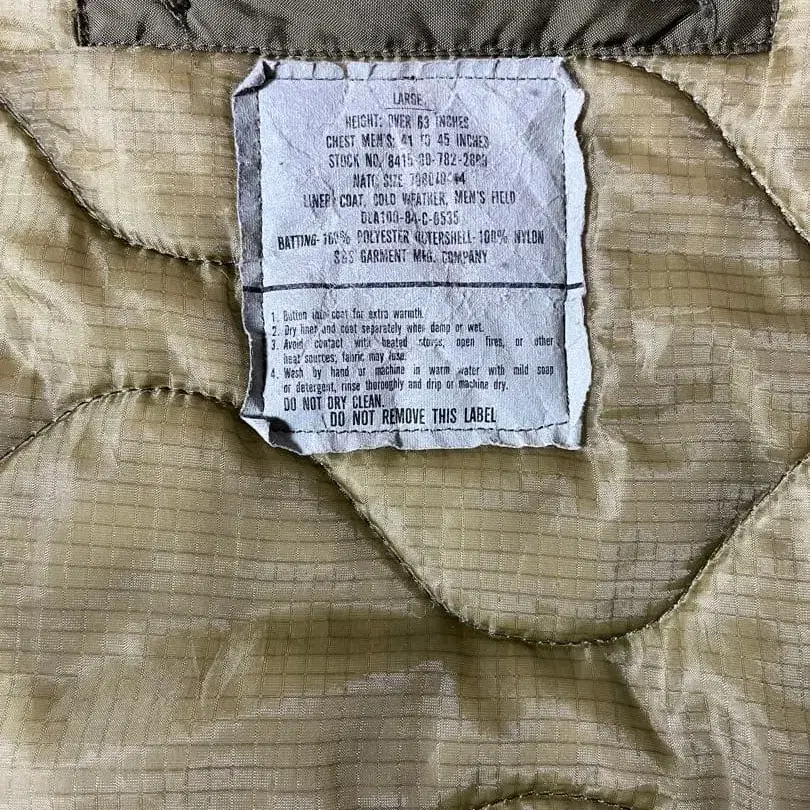 LARGE
HEIGHT: OVER 63 INCHES
CHEST MEN'S: 41 TO 45 INCHES
STOCK NO. 8415-00-782-
NATO SIZE
LINER, COAT, COLD WEATHER, MEN'S FIELD
DLA100-84-C-0535
BATTING-100% POLYESTER OUTERSHELL-100% NYLON
S&S GARMENT MFG. COMPANY
1. Button into coat for extra warmth.
2. Dry liner and coat separately when damp or wet.
3. Avoid contact with heated stoves, open fires, or other
heat sources; fabric may fuse.
4. Wash by hand or machine in warm water with mild soap
or detergent, rinse thoroughly and drip or machine dry.
DO NOT DRY CLEAN.
DO NOT REMOVE THIS LABEL